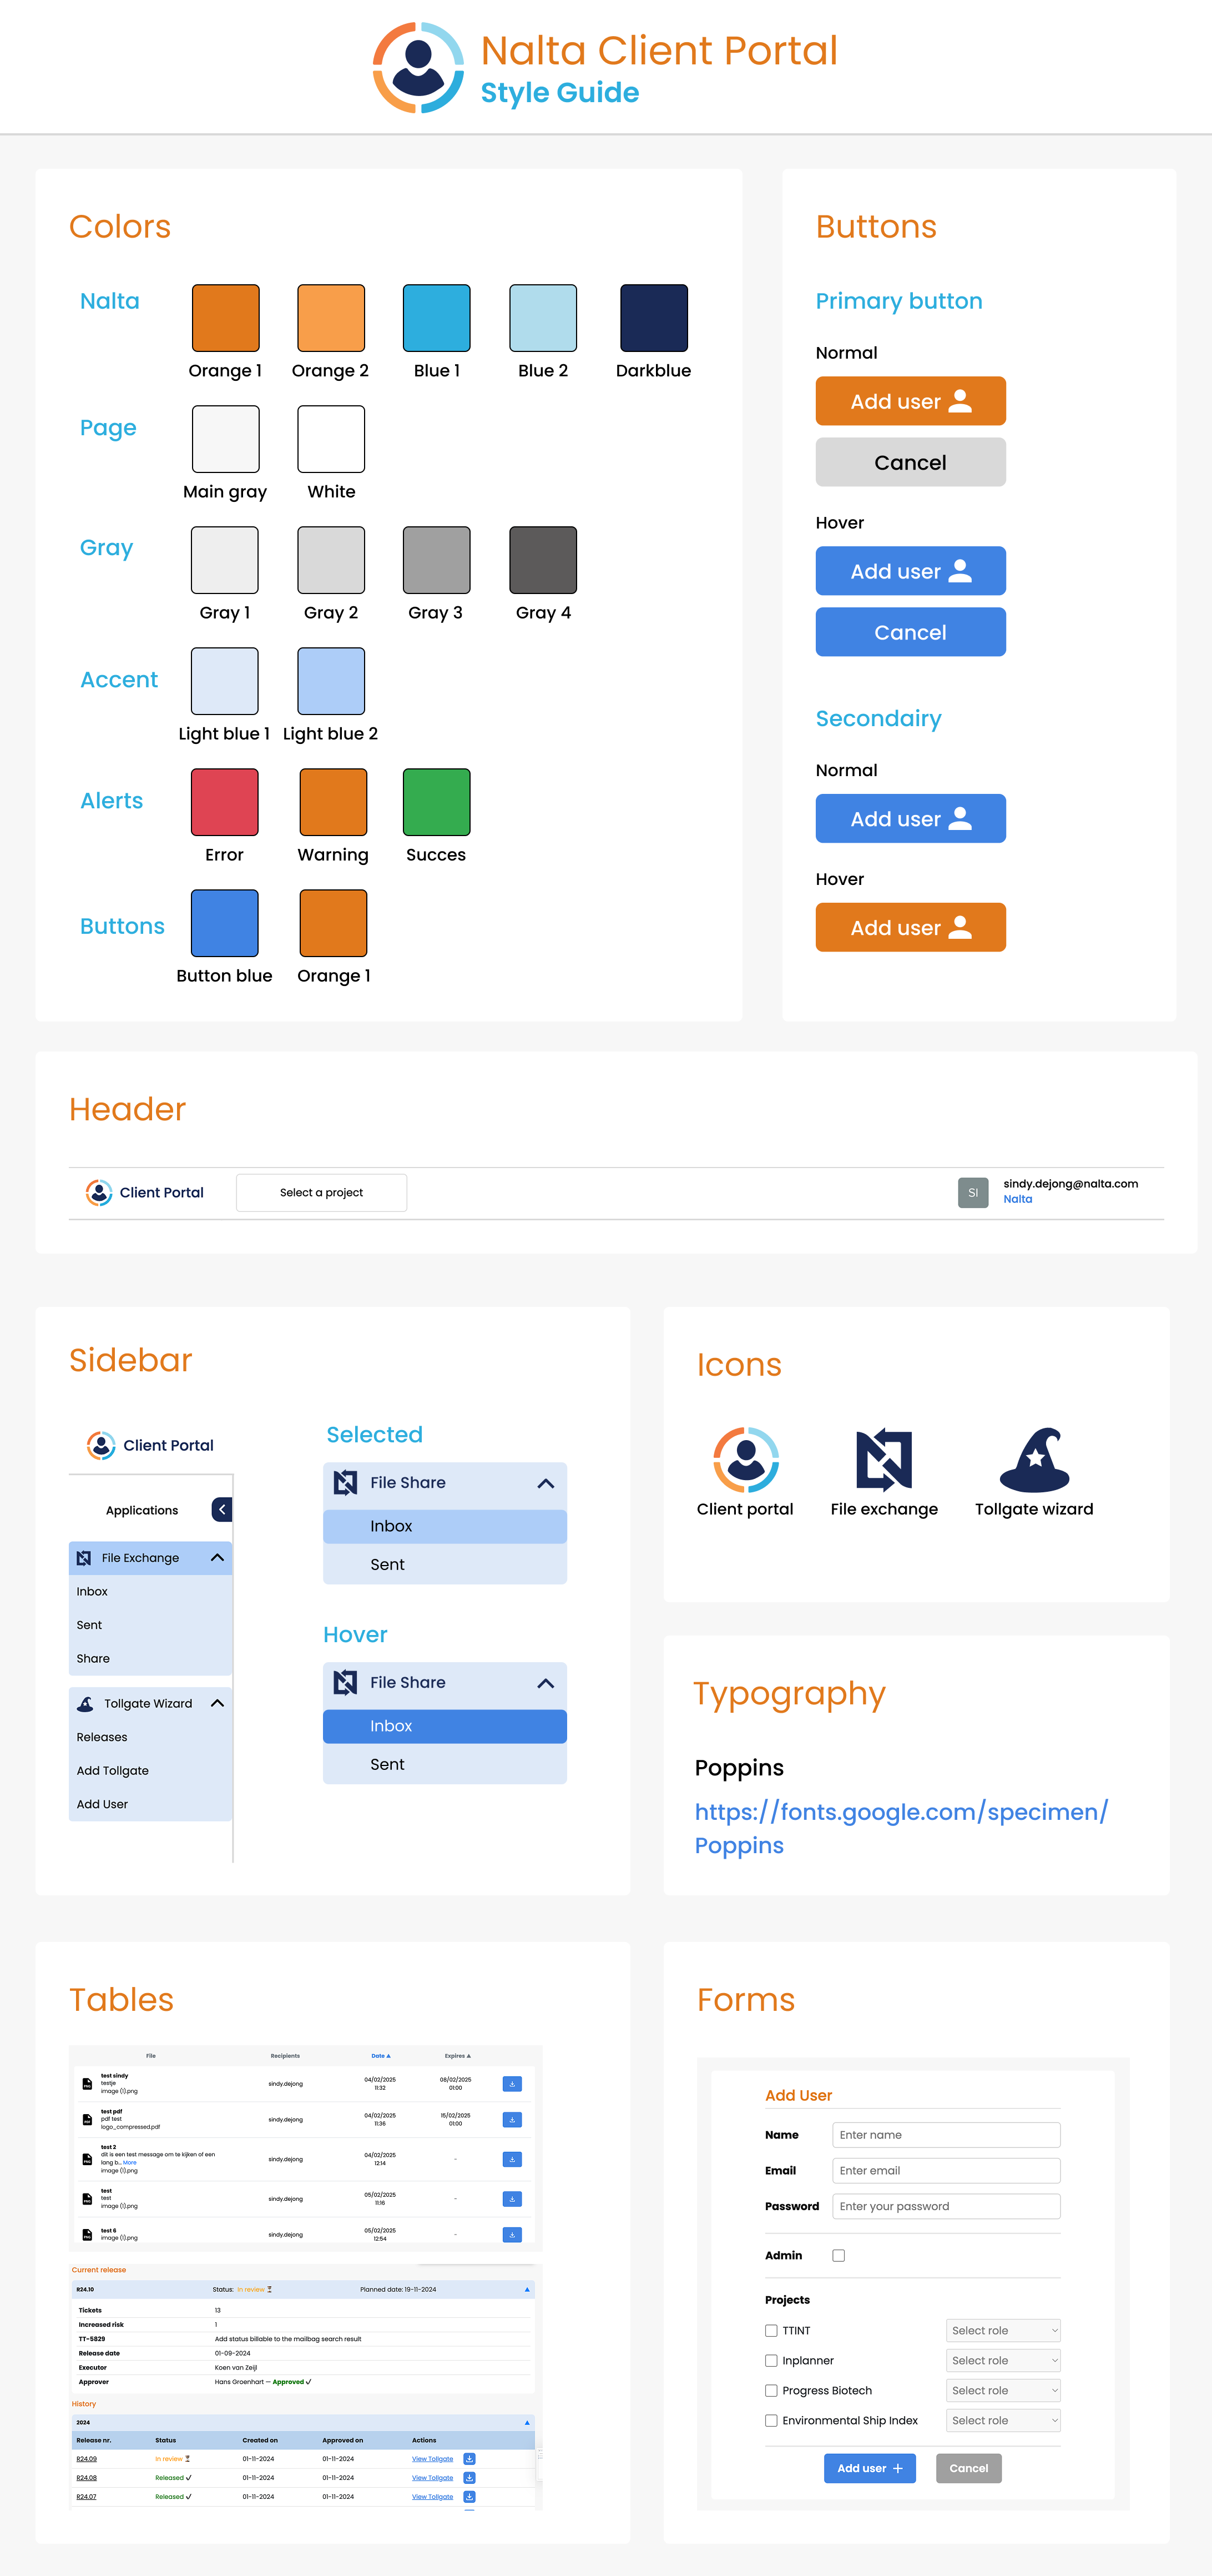 Nalta Client Portal
Style Guide
Colors
Nalta
Orange 1
Orange 2
Blue 1
Blue 2
Darkblue
Page
Main gray
White
Gray
Gray 1
Gray 2
Gray 3
Gray 4
Accent
Light blue 1
Light blue 2
Alerts
Error
Warning
Succes
Buttons
Button blue
Orange 1
Buttons
Primary button
Normal
Add user
Cancel
Hover
Add user
Cancel
Secondairy
Normal
Add user
Hover
Add user
Header
Client Portal
Select a project
SI
sindy.dejong@nalta.com
Nalta
Sidebar
Client Portal
Applications
File Exchange
Inbox
Sent
Share
Tollgate Wizard
Releases
Add Tollgate
Add User
Selected
File Share
Inbox
Sent
Hover
File Share
Inbox
Sent
Icons
Client portal
File exchange
Tollgate wizard
Typography
Poppins
https://fonts.google.com/specimen/
Poppins
Tables
File Recipients Date ▲ Expires ▲
test sindy
testje
image (1).png
sindy.dejong
04/02/2025
11:32
08/02/2025
01:00
test pdf
pdf test
logo_compressed.pdf
sindy.dejong
04/02/2025
11:36
15/02/2025
01:00
test 2
dit is een test message om te kijken of een
lang b... More
image (1).png
sindy.dejong
04/02/2025
12:14
-
test
test
image (1).png
sindy.dejong
05/02/2025
11:16
-
test 6
image (1).png
sindy.dejong
05/02/2025
12:54
-
Current release
R24.10 Status: In review Planned date: 19-11-2024
Tickets 13
Increased risk 1
TT-5829 Add status billable to the mailbag search result
Release date 01-09-2024
Executor Koen van Zeijl
Approver Hans Groenhart — Approved ✓
History
2024
Release nr. Status Created on Approved on Actions
R24.09 In review 01-11-2024 01-11-2024 View Tollgate
R24.08 Released ✓ 01-11-2024 01-11-2024 View Tollgate
R24.07 Released ✓ 01-11-2024 01-11-2024 View Tollgate
Forms
Add User
Name Enter name
Email Enter email
Password Enter your password
Admin
Projects
TTINT Select role
Inplanner Select role
Progress Biotech Select role
Environmental Ship Index Select role
Add user +
Cancel